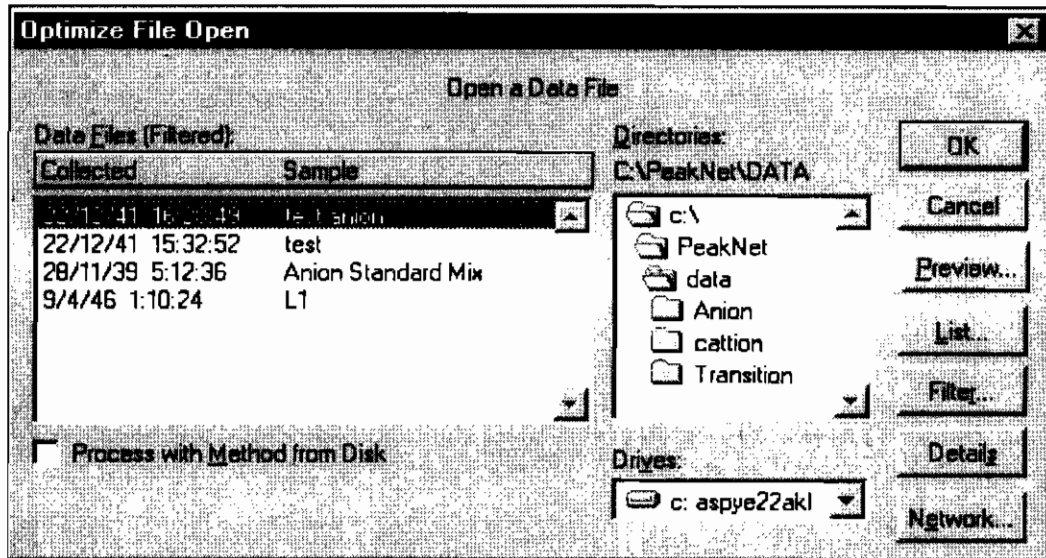 Optimize File Open
Open a Data File
Data Files (Filtered):
Collected Sample
test anion
22/12/41 15:32:52 test
28/11/39 5:12:36 Anion Standard Mix
9/4/46 1:10:24 L1
Process with Method from Disk
Directories:
C:\PeakNet\DATA
c:\
PeakNet
data
Anion
cattion
Transition
Drives:
c: aspye22akl
OK
Cancel
Preview...
List...
Filter...
Details
Network...